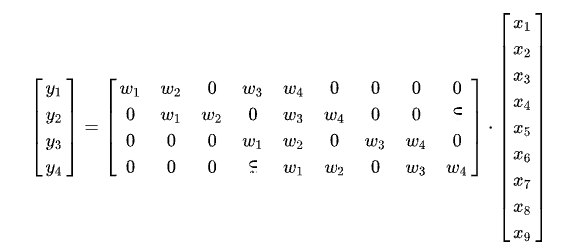 [y₁] = [w₁ w₂ 0 w₃ w₄ 0 0 0 0] · [x₁]
[y₂] [0 w₁ w₂ 0 w₃ w₄ 0 0] [x₂]
[y₃] [0 0 0 w₁ w₂ 0 w₃ w₄ 0] [x₃]
[y₄] [0 0 0 w₁ w₂ 0 w₃ w₄] [x₄]
[x₅]
[x₆]
[x₇]
[x₈]
[x₉]